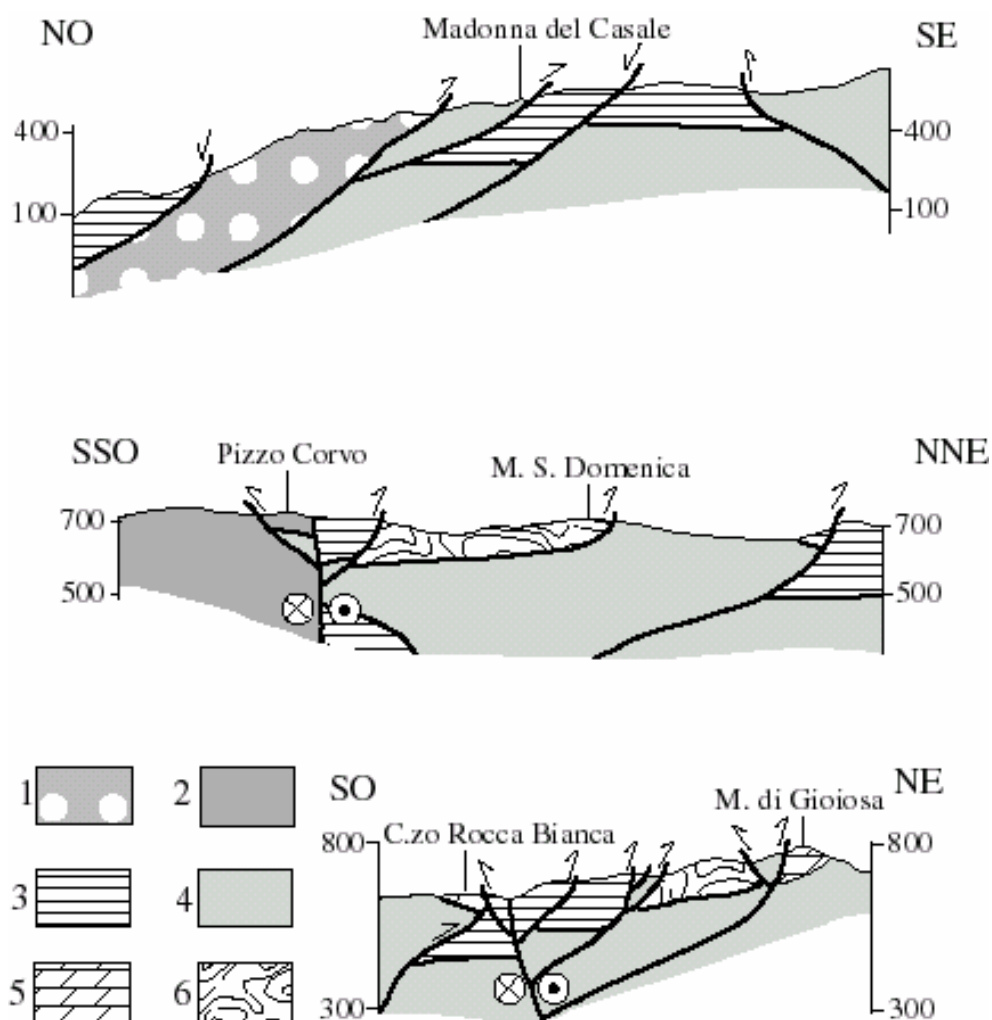 NO
Madonna del Casale
SE
400
400
100
100
SSO
Pizzo Corvo
M. S. Domenica
NNE
700
700
500
500
1
2
SO
M. di Gioiosa
NE
800
C.zo Rocca Bianca
800
3
4
5
6
300
300